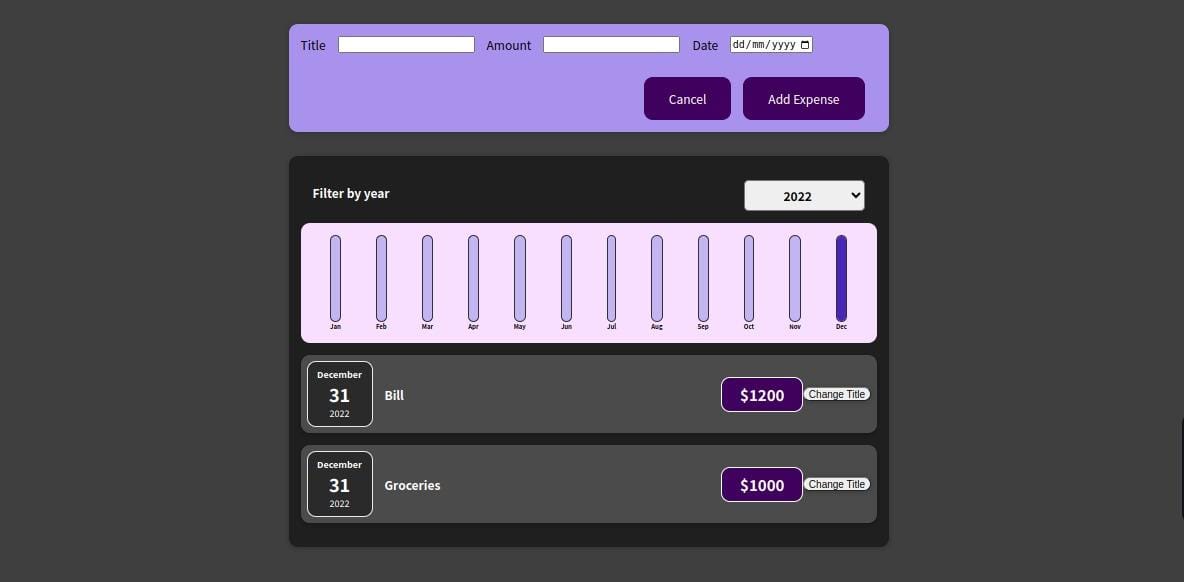 Title Amount Date dd/mm/yyyy
Cancel Add Expense
Filter by year 2022
Jan Feb Mar Apr May Jun Jul Aug Sep Oct Nov Dec
December
31
2022
Bill
$1200
Change Title
December
31
2022
Groceries
$1000
Change Title